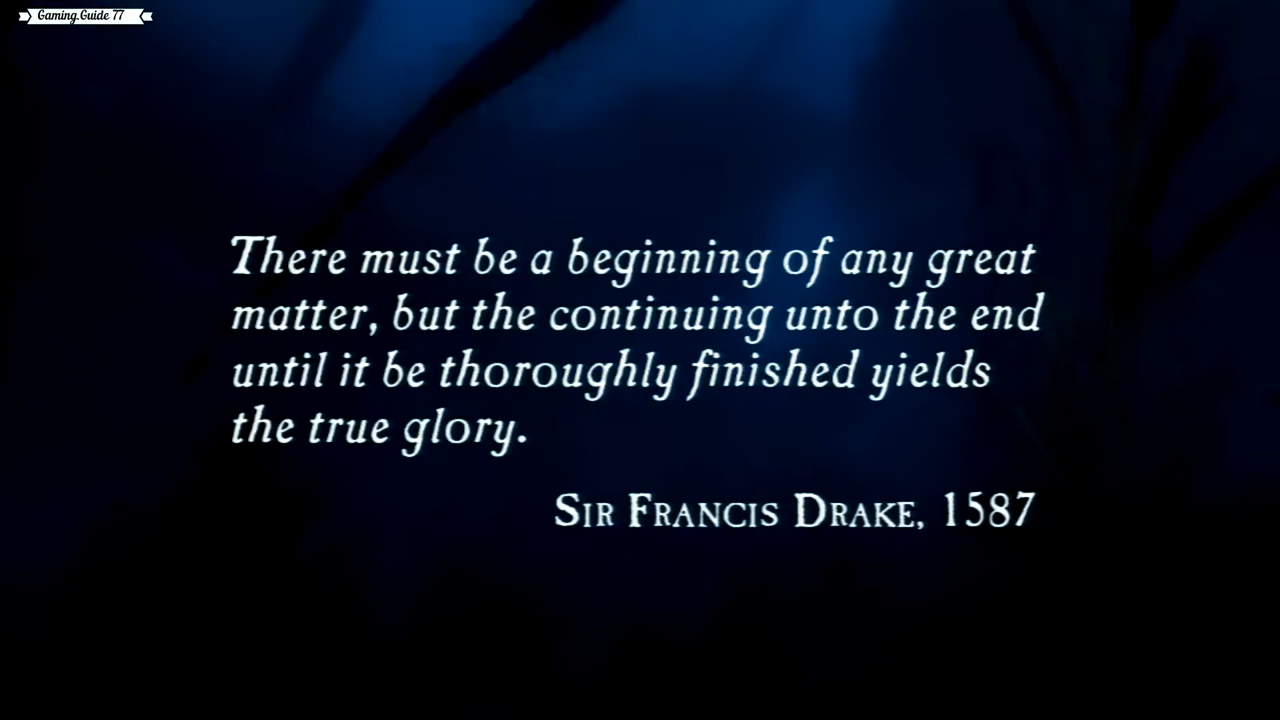 Gaming.Guide 77
There must be a beginning of any great
matter, but the continuing unto the end
until it be thoroughly finished yields
the true glory.
SIR FRANCIS DRAKE, 1587